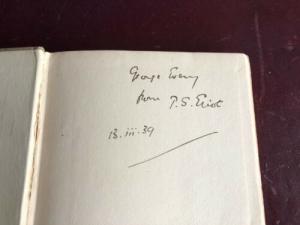 George Every
from T. S. Eliot
13.iii.39